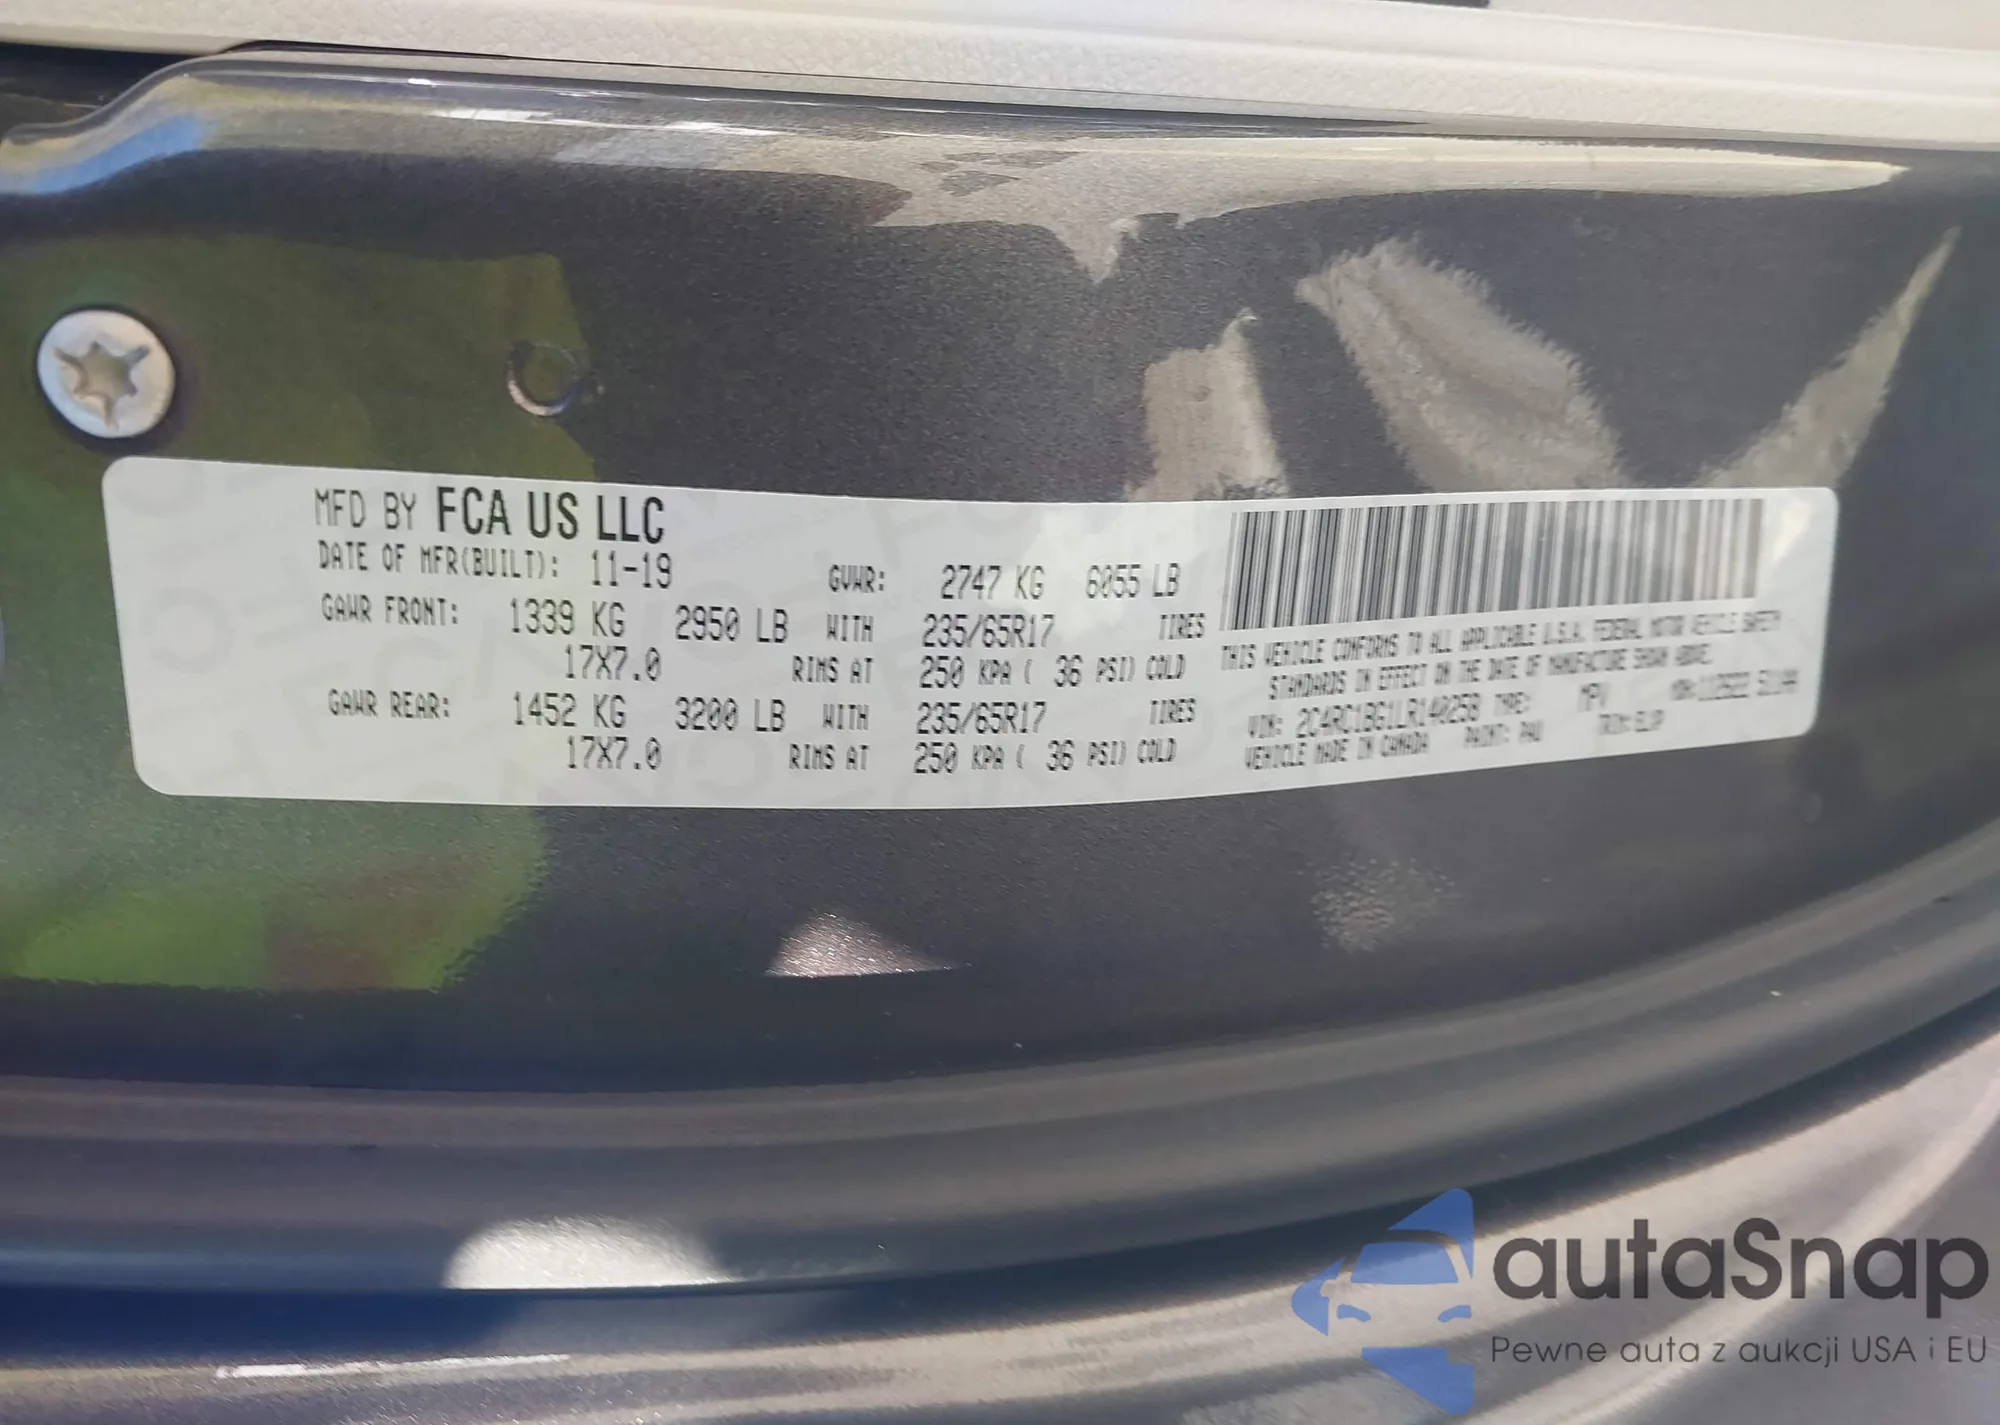 MFD BY FCA US LLC
DATE OF MFR(BUILT): 11-19 GVWR: 2747 KG 6055 LB
GAWR FRONT: 1339 KG 2950 LB WITH 235/65R17 TIRES
17X7.0 RIMS AT 250 KPA ( 36 PSI) COLD
GAWR REAR: 1452 KG 3200 LB WITH 235/65R17 TIRES
17X7.0 RIMS AT 250 KPA ( 36 PSI) COLD
THIS VEHICLE CONFORMS TO ALL APPLICABLE U.S.A. FEDERAL MOTOR VEHICLE SAFETY
STANDARDS IN EFFECT ON THE DATE OF MANUFACTURE SHOWN ABOVE.
VIN: 2C4RC1BG1LR140258 TYPE: MPV
VEHICLE MADE IN CANADA PAINT: PAU TRIM:
autaSnap
Pewne auta z aukcji USA i EU